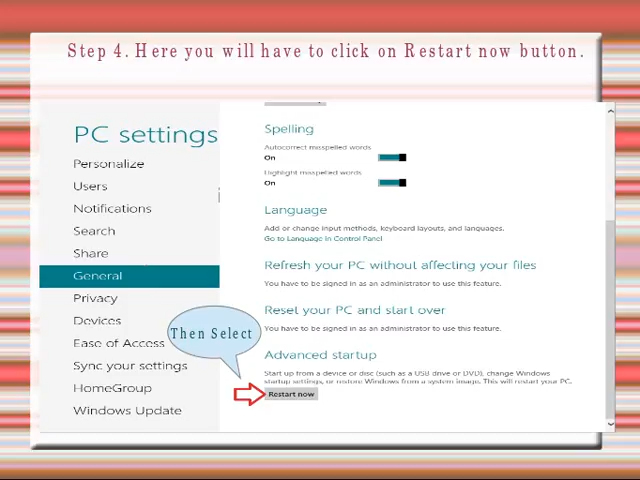 Step 4. Here you will have to click on Restart now button.
PC settings
Personalize
Users
Notifications
Search
Share
General
Privacy
Devices
Ease of Access
Sync your settings
HomeGroup
Windows Update
Then Select
Spelling
Autocorrect misspelled words
On
Highlight misspelled words
On
Language
Add or change input methods, keyboard layouts, and languages.
Go to Language in Control Panel
Refresh your PC without affecting your files
You have to be signed in as an administrator to use this feature.
Reset your PC and start over
You have to be signed in as an administrator to use this feature.
Advanced startup
Start up from a device or disc (such as a USB drive or DVD), change Windows
startup settings, or restore Windows from a system image. This will restart your PC.
Restart now